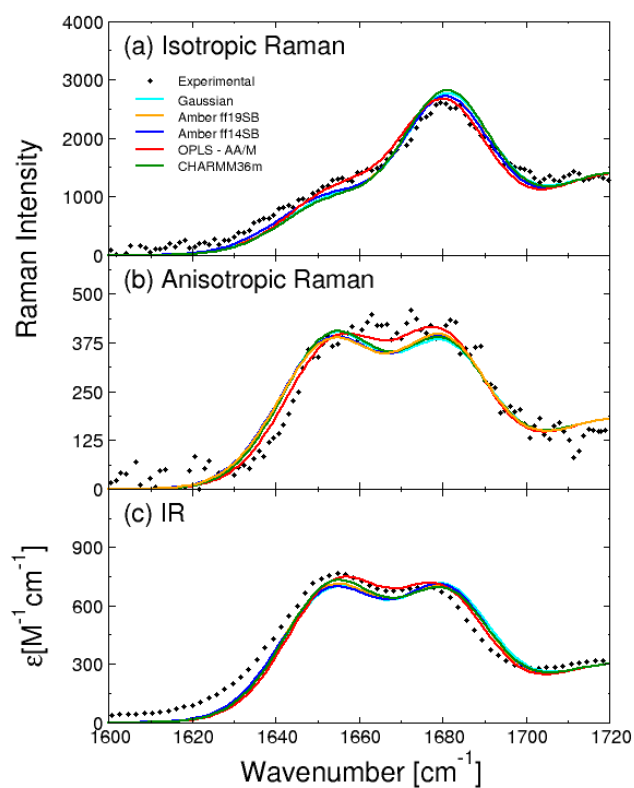 (a) Isotropic Raman
Experimental
Gaussian
Amber ff19SB
Amber ff14SB
OPLS - AA/M
CHARMM36m
4000
3000
2000
1000
0
Raman Intensity
(b) Anisotropic Raman
500
375
250
125
0
(c) IR
900
600
300
0
ε[M⁻¹cm⁻¹]
1600 1620 1640 1660 1680 1700 1720
Wavenumber [cm⁻¹]